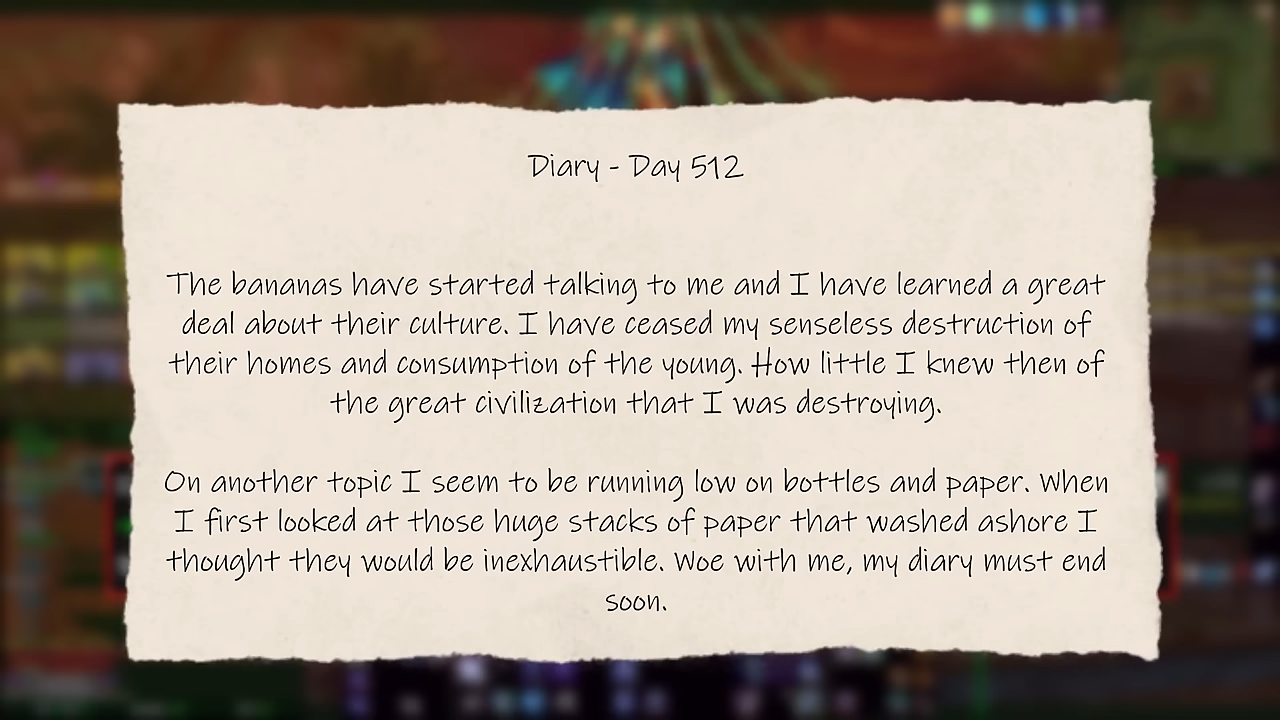 Diary - Day 512
The bananas have started talking to me and I have learned a great
deal about their culture. I have ceased my senseless destruction of
their homes and consumption of the young. How little I knew then of
the great civilization that I was destroying.
On another topic I seem to be running low on bottles and paper. When
I first looked at those huge stacks of paper that washed ashore I
thought they would be inexhaustible. Woe with me, my diary must end
soon.